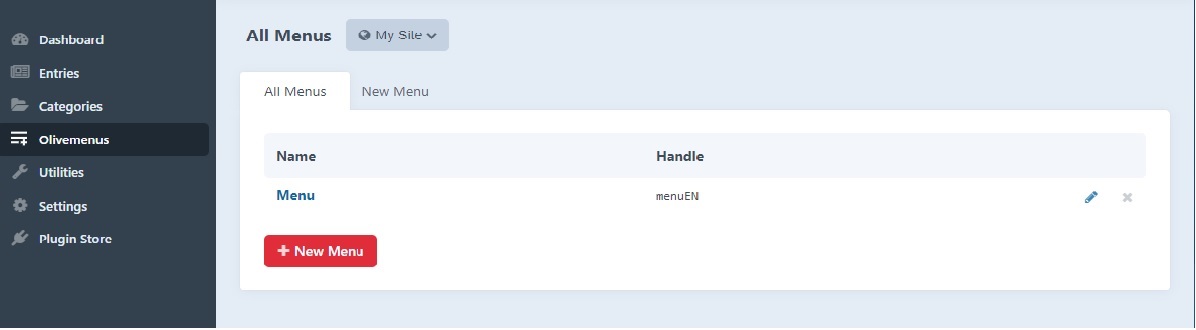 Dashboard
Entries
Categories
Olivemenus
Utilities
Settings
Plugin Store
All Menus
My Site
All Menus
New Menu
Name
Handle
Menu
menuEN
New Menu